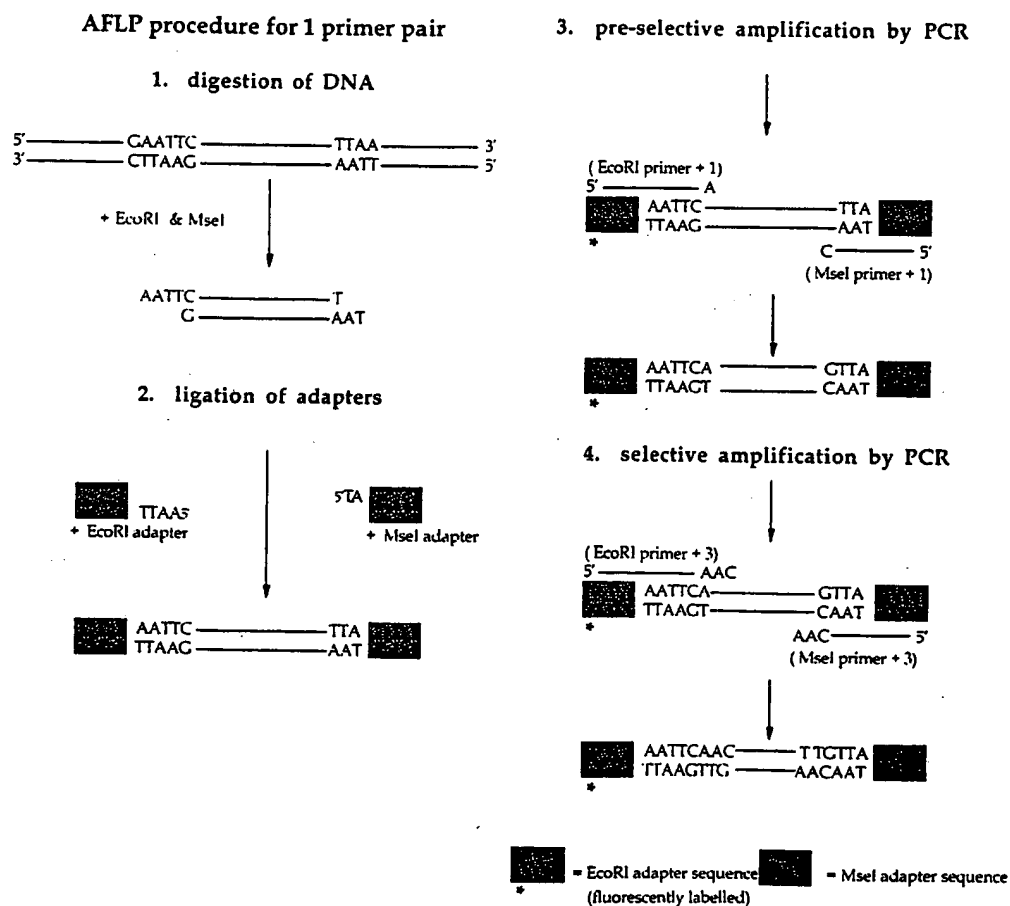 AFLP procedure for 1 primer pair
1. digestion of DNA
5' GAATTC TTAA 3'
3' CTTAAG AATT 5'
+ EcoRI & MseI
AATTC T
G AAT
2. ligation of adapters
TTAA5'
+ EcoRI adapter
5'TA
+ MseI adapter
AATTC TTA
TTAAG AAT
3. pre-selective amplification by PCR
(EcoRI primer + 1)
5' A
AATTC TTA
TTAAG AAT
*
C 5'
(MseI primer + 1)
AATTCA GTTA
TTAAGT CAAT
*
4. selective amplification by PCR
(EcoRI primer + 3)
5' AAC
AATTCA GTTA
TTAAGT CAAT
*
AAC 5'
(MseI primer + 3)
AATTCAAC TTGTTA
TTAAGTTG AACAAT
*
= EcoRI adapter sequence
* (fluorescently labelled)
= MseI adapter sequence